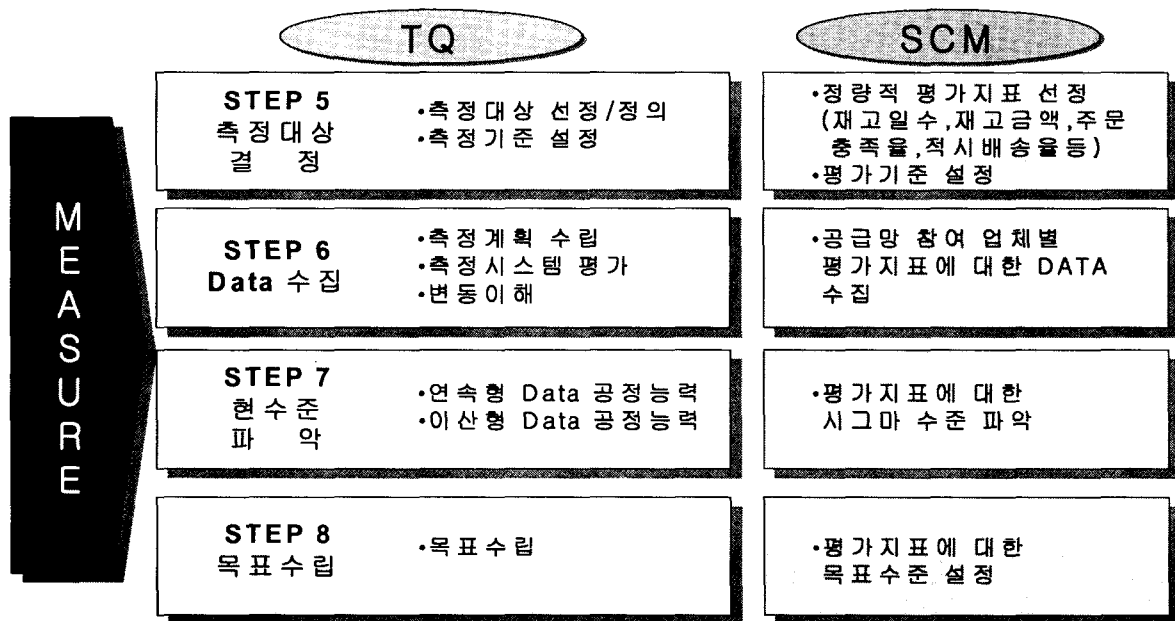 TQ
SCM
MEASURE
STEP 5
측정대상
결 정
•측정대상 선정/정의
•측정기준 설정
•정량적 평가지표 선정
(재고일수,재고금액,주문
충족율,적시배송율등)
•평가기준 설정
STEP 6
Data 수집
•측정계획 수립
•측정시스템 평가
•변동이해
•공급망 참여 업체별
평가지표에 대한 DATA
수집
STEP 7
현수준
파 악
•연속형 Data 공정능력
•이산형 Data 공정능력
•평가지표에 대한
시그마 수준 파악
STEP 8
목표수립
•목표수립
•평가지표에 대한
목표수준 설정